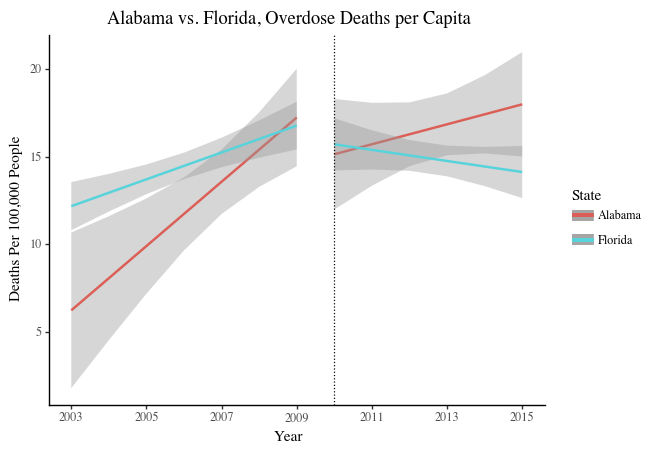 Alabama vs. Florida, Overdose Deaths per Capita
Deaths Per 100,000 People
20
15
10
5
2003 2005 2007 2009 2011 2013 2015
Year
State
Alabama
Florida